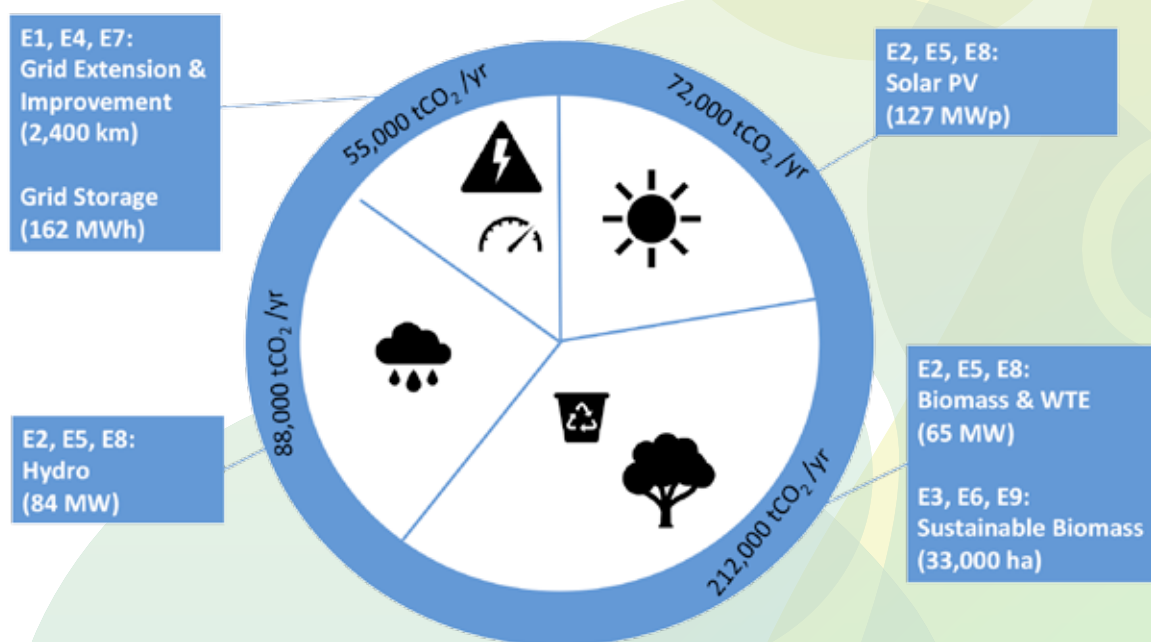 E1, E4, E7:
Grid Extension &
Improvement
(2,400 km)
Grid Storage
(162 MWh)
55,000 tCO₂ /yr
72,000 tCO₂ /yr
E2, E5, E8:
Solar PV
(127 MWp)
88,000 tCO₂ /yr
E2, E5, E8:
Hydro
(84 MW)
212,000 tCO₂ /yr
E2, E5, E8:
Biomass & WTE
(65 MW)
E3, E6, E9:
Sustainable Biomass
(33,000 ha)